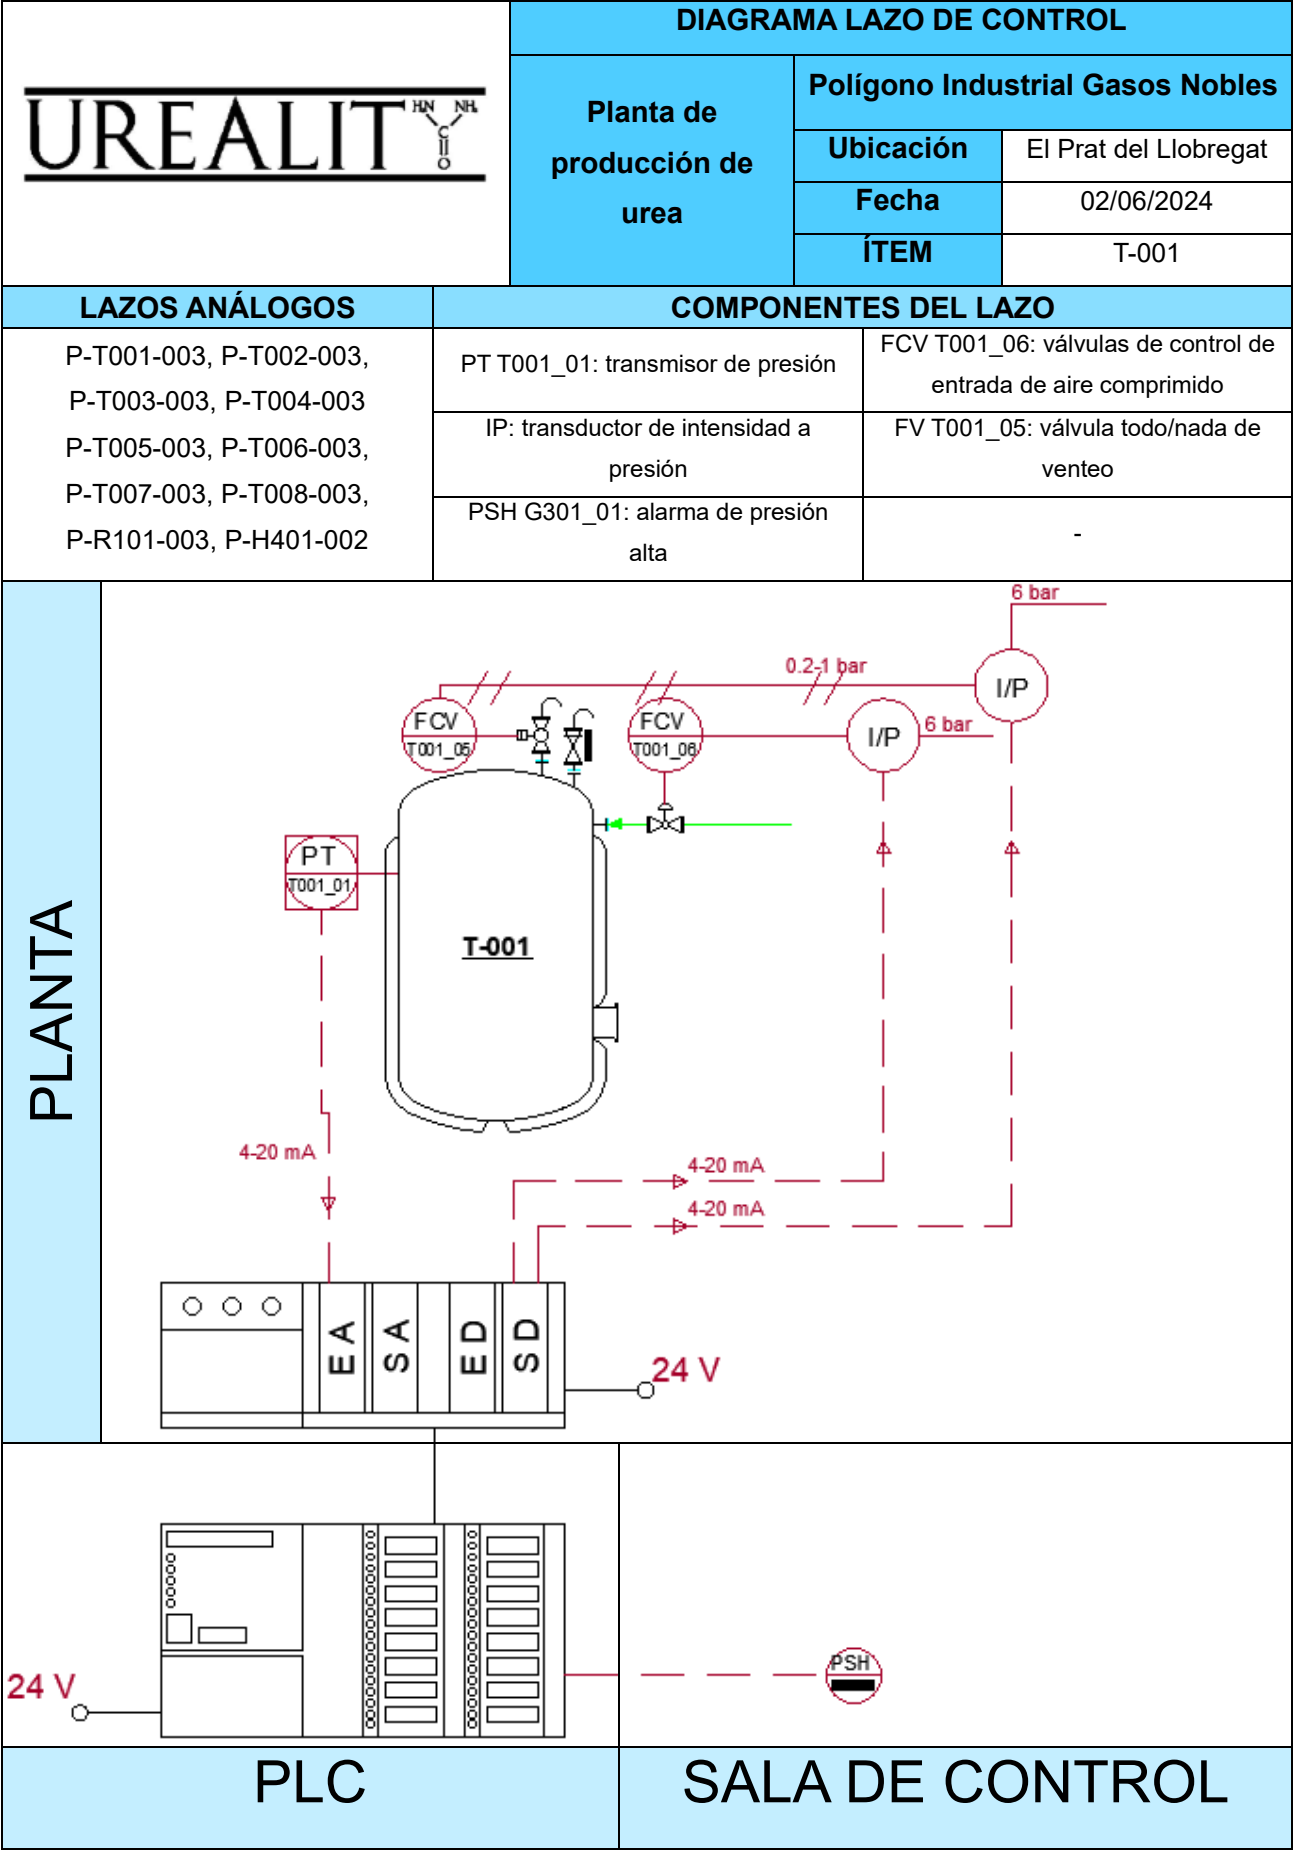 DIAGRAMA LAZO DE CONTROL
UREALITY
HN
NH₂
C
O
Planta de
producción de
urea
Polígono Industrial Gasos Nobles
Ubicación
El Prat del Llobregat
Fecha
02/06/2024
ÍTEM
T-001
LAZOS ANÁLOGOS
COMPONENTES DEL LAZO
P-T001-003, P-T002-003,
P-T003-003, P-T004-003
P-T005-003, P-T006-003,
P-T007-003, P-T008-003,
P-R101-003, P-H401-002
PT T001_01: transmisor de presión
FCV T001_06: válvulas de control de
entrada de aire comprimido
IP: transductor de intensidad a
presión
FV T001_05: válvula todo/nada de
venteo
PSH G301_01: alarma de presión
alta
-
PLANTA
6 bar
0.2-1 bar
I/P
FCV
T001_05
FCV
T001_06
I/P
6 bar
PT
T001_01
T-001
4-20 mA
4-20 mA
4-20 mA
EA
SA
ED
SD
24 V
24 V
PSH
PLC
SALA DE CONTROL